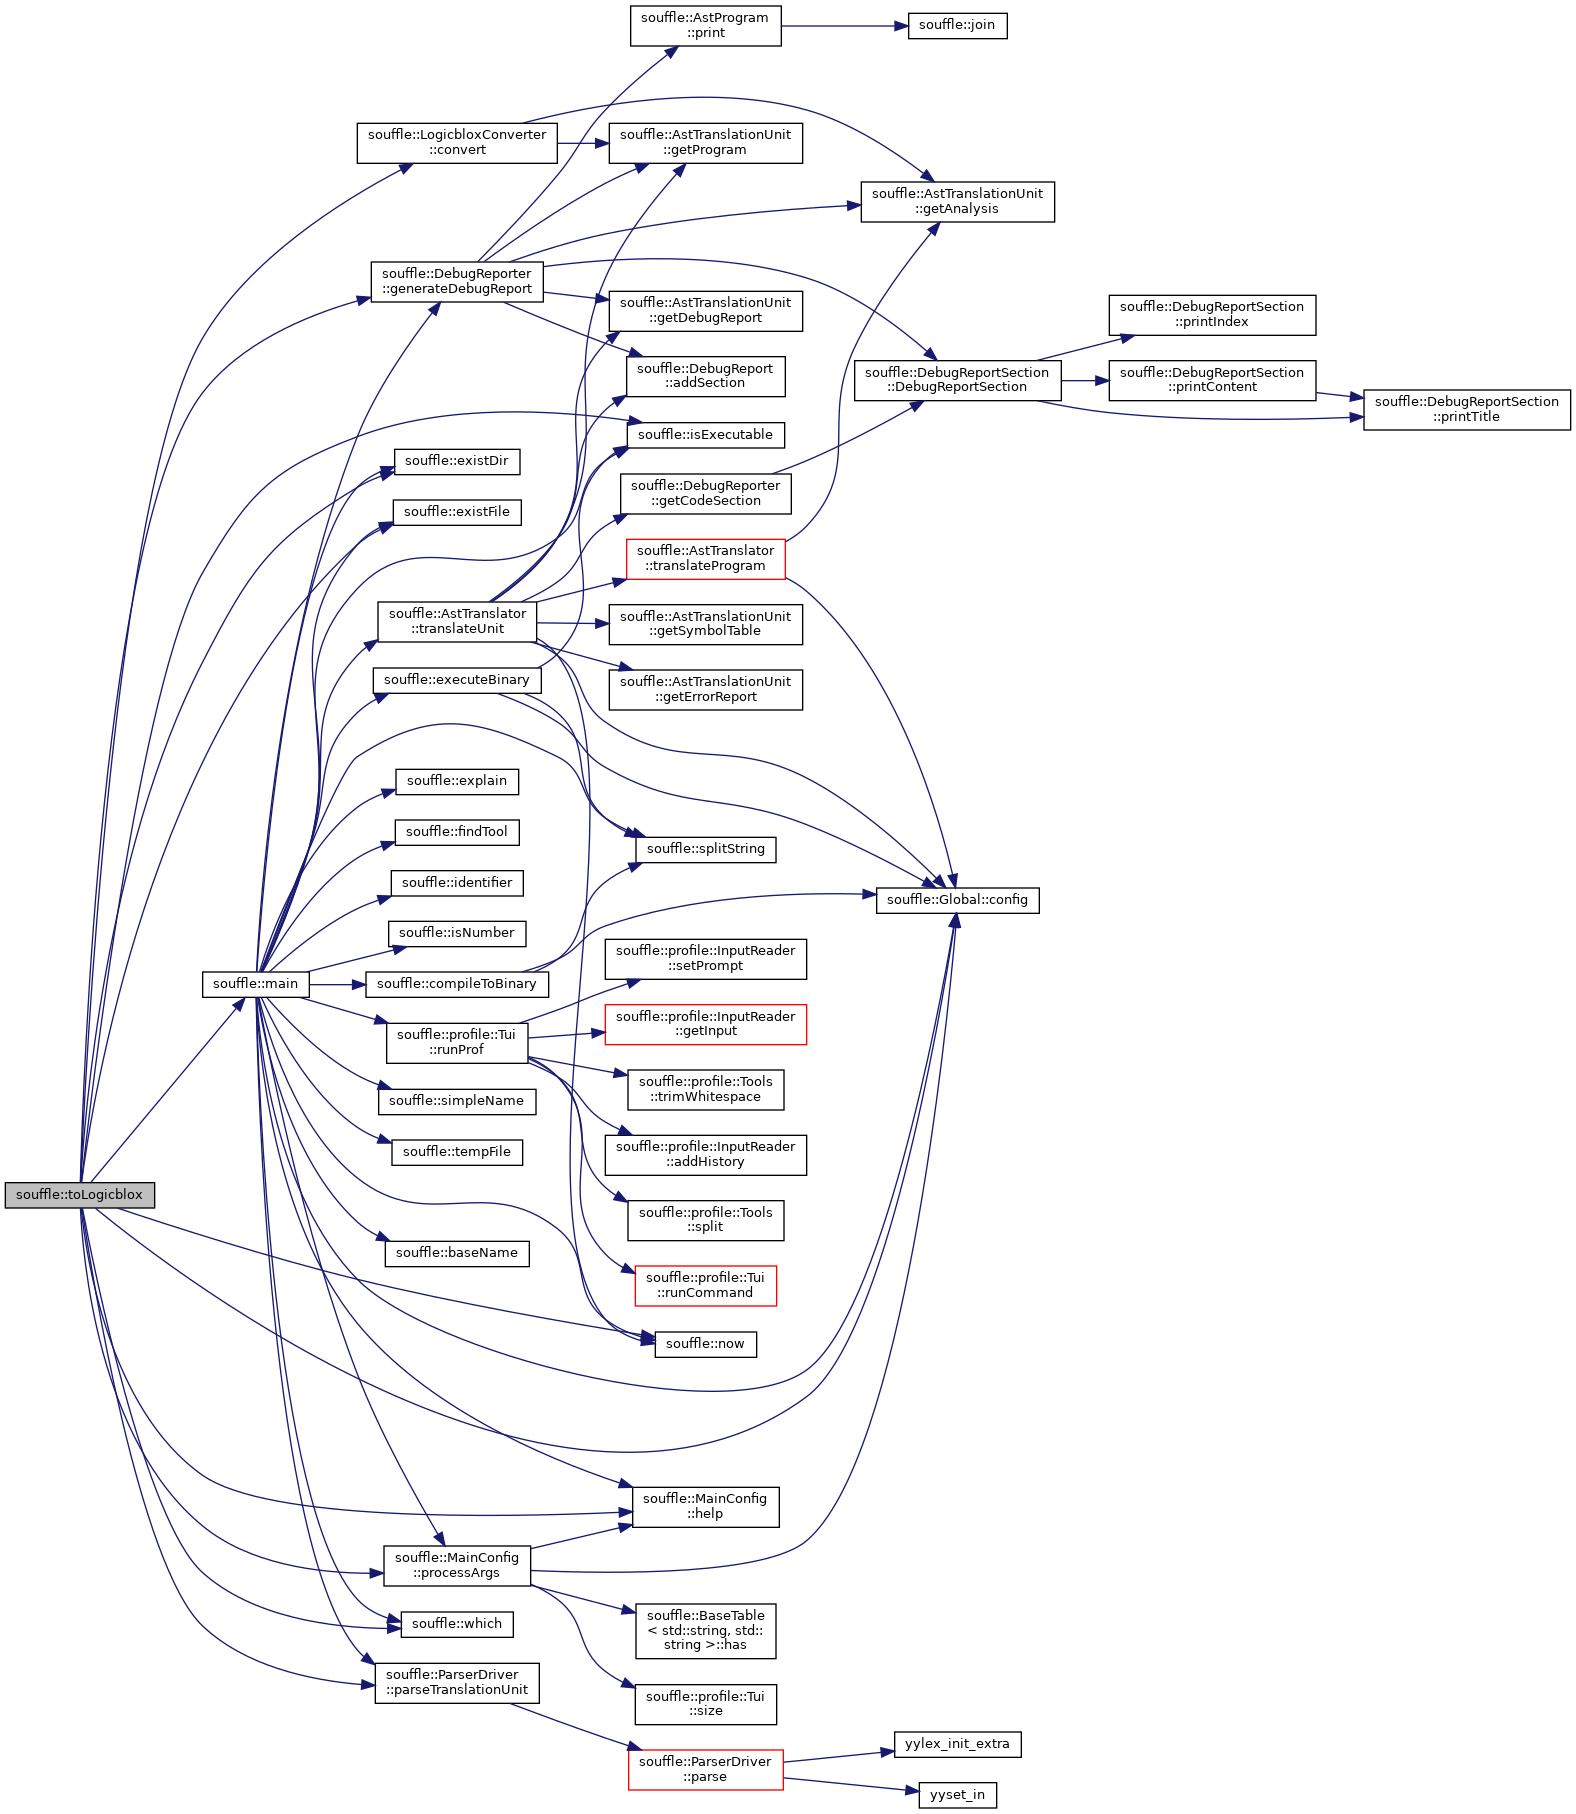 souffle::AstProgram
::print
souffle::join
souffle::LogicbloxConverter
::convert
souffle::AstTranslationUnit
::getProgram
souffle::AstTranslationUnit
::getAnalysis
souffle::DebugReporter
::generateDebugReport
souffle::AstTranslationUnit
::getDebugReport
souffle::DebugReportSection
::printIndex
souffle::DebugReport
::addSection
souffle::DebugReportSection
::DebugReportSection
souffle::DebugReportSection
::printContent
souffle::DebugReportSection
::printTitle
souffle::isExecutable
souffle::existDir
souffle::DebugReporter
::getCodeSection
souffle::existFile
souffle::AstTranslator
::translateProgram
souffle::AstTranslator
::translateUnit
souffle::AstTranslationUnit
::getSymbolTable
souffle::executeBinary
souffle::AstTranslationUnit
::getErrorReport
souffle::explain
souffle::findTool
souffle::splitString
souffle::identifier
souffle::Global::config
souffle::isNumber
souffle::profile::InputReader
::setPrompt
souffle::main
souffle::compileToBinary
souffle::profile::InputReader
::getInput
souffle::profile::Tui
::runProf
souffle::profile::Tools
::trimWhitespace
souffle::simpleName
souffle::tempFile
souffle::profile::InputReader
::addHistory
souffle::toLogicblox
souffle::profile::Tools
::split
souffle::baseName
souffle::profile::Tui
::runCommand
souffle::now
souffle::MainConfig
::help
souffle::MainConfig
::processArgs
souffle::which
souffle::BaseTable
< std::string, std::
string >::has
souffle::ParserDriver
::parseTranslationUnit
souffle::profile::Tui
::size
souffle::ParserDriver
::parse
yylex_init_extra
yyset_in